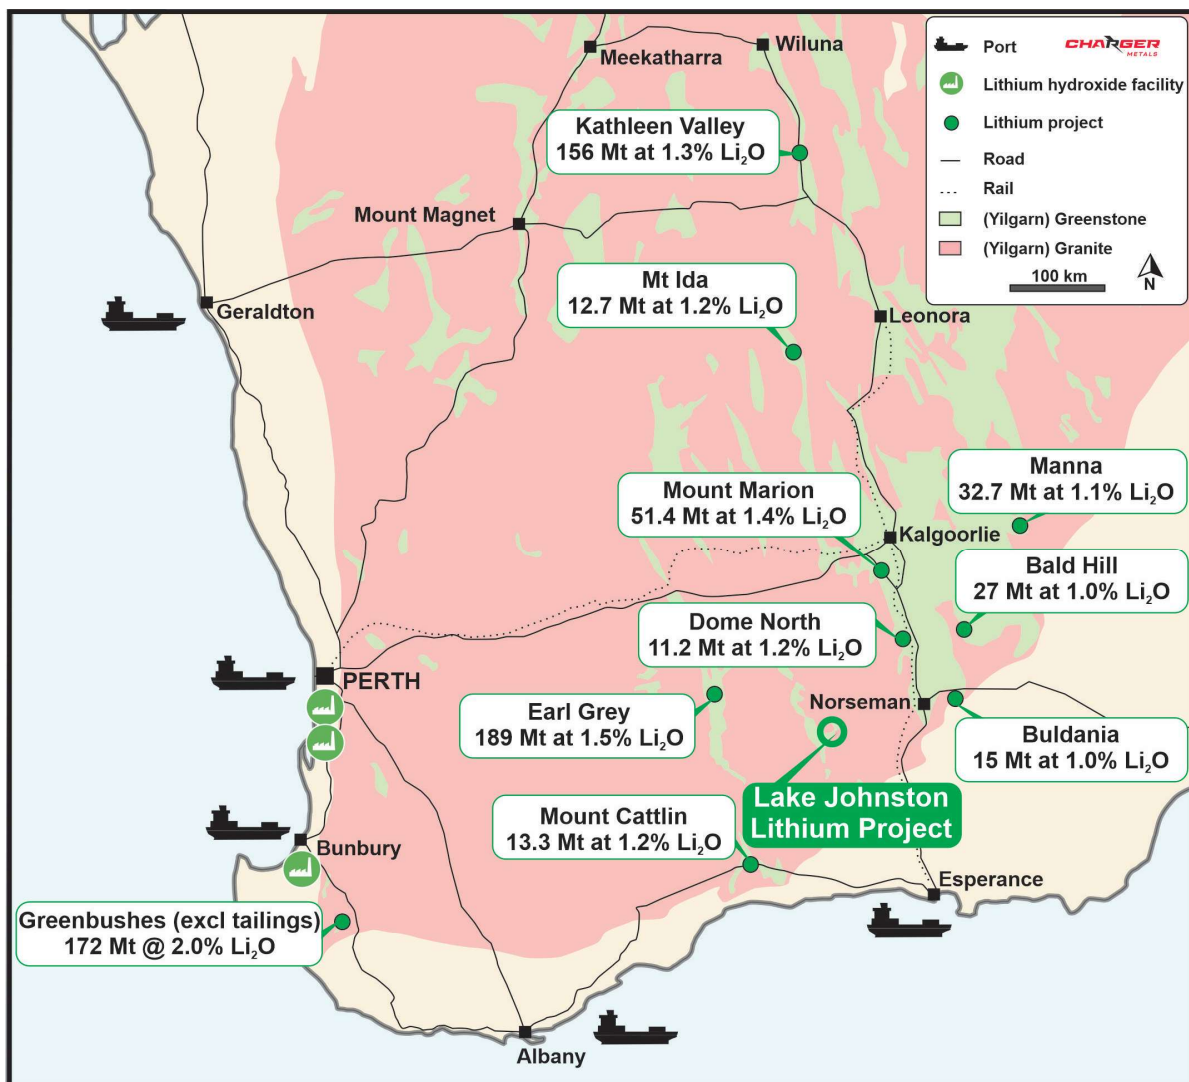 Meekatharra
Wiluna
Port
CHARGER
METALS
Lithium hydroxide facility
Lithium project
Road
Rail
(Yilgarn) Greenstone
(Yilgarn) Granite
100 km
N
Kathleen Valley
156 Mt at 1.3% Li₂O
Mount Magnet
Mt Ida
12.7 Mt at 1.2% Li₂O
Geraldton
Leonora
Manna
32.7 Mt at 1.1% Li₂O
Mount Marion
51.4 Mt at 1.4% Li₂O
Kalgoorlie
Bald Hill
27 Mt at 1.0% Li₂O
Dome North
11.2 Mt at 1.2% Li₂O
PERTH
Norseman
Earl Grey
189 Mt at 1.5% Li₂O
Buldania
15 Mt at 1.0% Li₂O
Lake Johnston
Lithium Project
Mount Cattlin
13.3 Mt at 1.2% Li₂O
Bunbury
Esperance
Greenbushes (excl tailings)
172 Mt @ 2.0% Li₂O
Albany